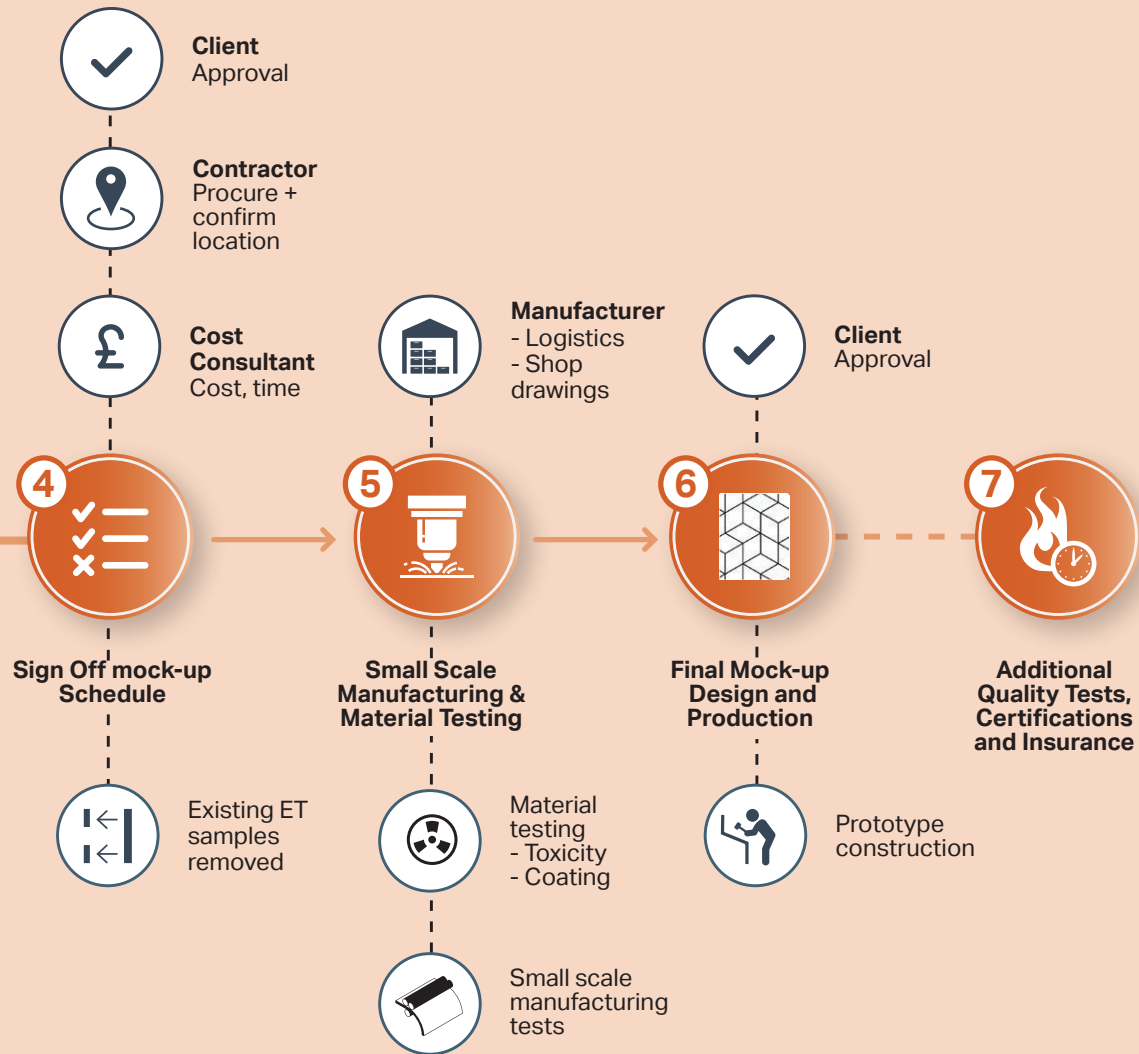 Client
Approval
Contractor
Procure +
confirm
location
Cost
Consultant
Cost, time
Manufacturer
- Logistics
- Shop
drawings
Client
Approval
4
5
6
7
Sign Off mock-up
Schedule
Small Scale
Manufacturing &
Material Testing
Final Mock-up
Design and
Production
Additional
Quality Tests,
Certifications
and Insurance
Existing ET
samples
removed
Material
testing
- Toxicity
- Coating
Prototype
construction
Small scale
manufacturing
tests